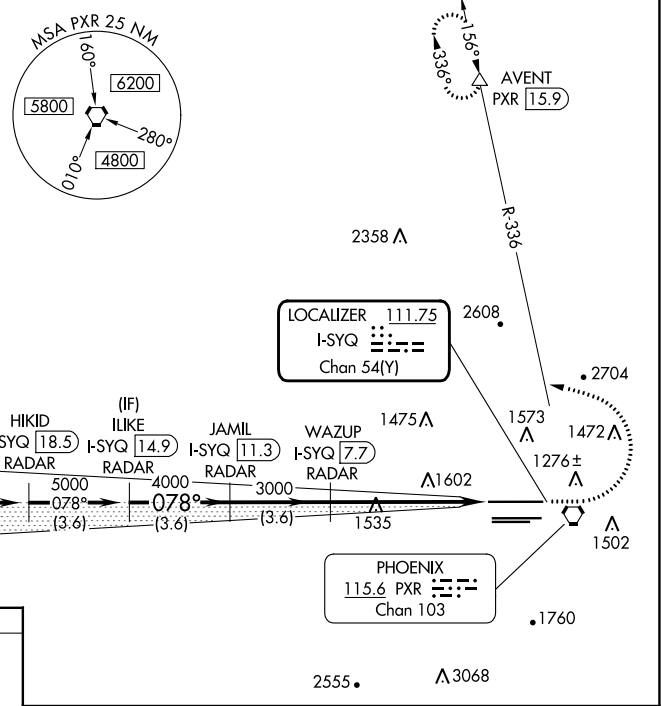 MSA PXR 25 NM
160°
6200
5800
280°
010°
4800
156°
336°
AVENT
PXR 15.9
R-336
2358
LOCALIZER 111.75
I-SYQ
Chan 54(Y)
2608
2704
HIKID
SYQ 18.5
RADAR
(IF)
ILIKE
I-SYQ 14.9
RADAR
JAMIL
I-SYQ 11.3
RADAR
WAZUP
I-SYQ 7.7
RADAR
1475
1573
1472
1276±
1602
5000
078°
(3.6)
4000
078°
(3.6)
3000
(3.6)
1535
1502
PHOENIX
115.6 PXR
Chan 103
1760
2555
3068